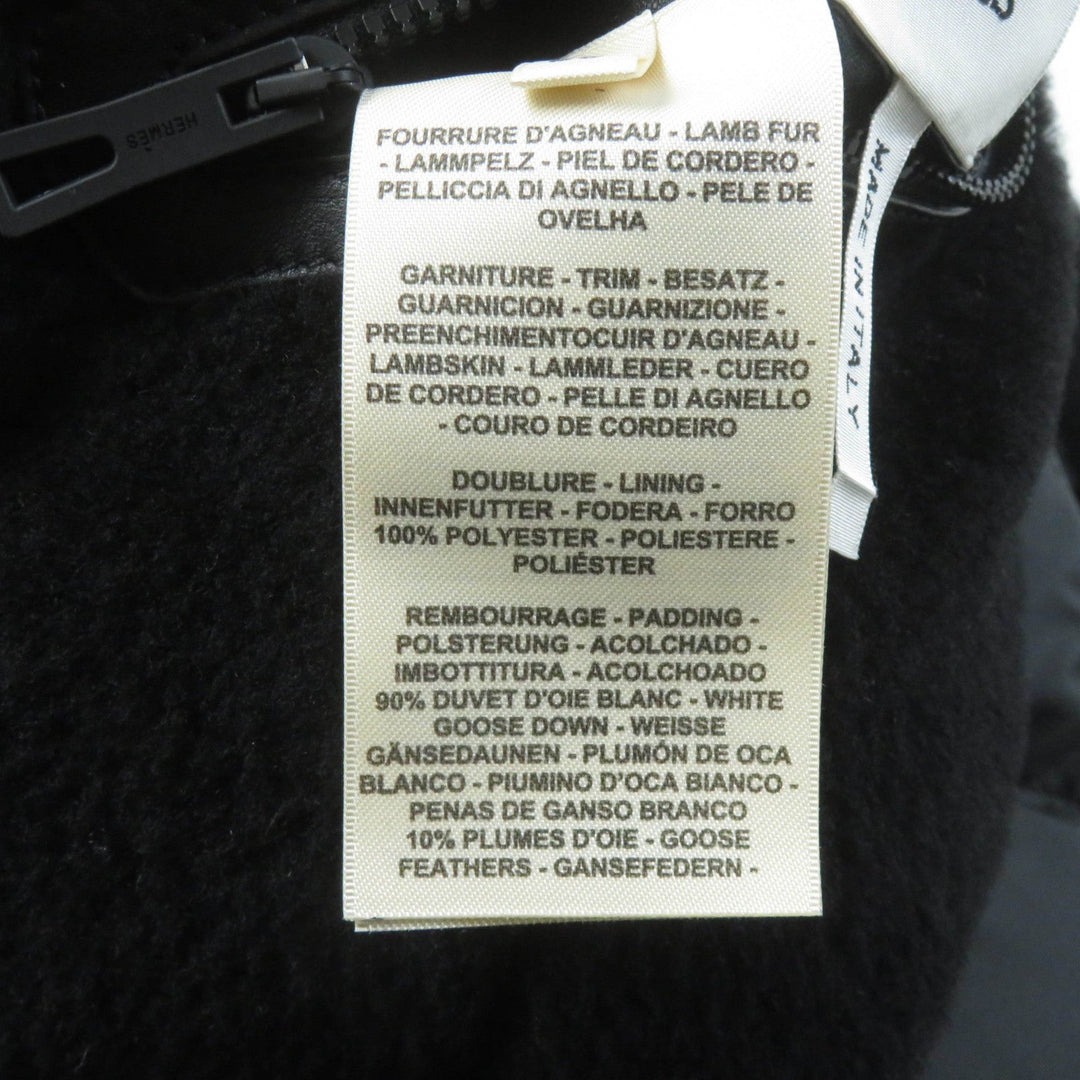 HERMÈS
FOURRURE D'AGNEAU - LAMB FUR
- LAMMPELZ - PIEL DE CORDERO -
PELLICCIA DI AGNELLO - PELE DE
OVELHA
GARNITURE - TRIM - BESATZ -
GUARNICION - GUARNIZIONE -
PREENCHIMENTOCUIR D'AGNEAU -
LAMBSKIN - LAMMLEDER - CUERO
DE CORDERO - PELLE DI AGNELLO
- COURO DE CORDEIRO
DOUBLURE - LINING -
INNENFUTTER - FODERA - FORRO
100% POLYESTER - POLIESTERE -
POLIÉSTER
REMBOURRAGE - PADDING -
POLSTERUNG - ACOLCHADO -
IMBOTTITURA - ACOLCHOADO
90% DUVET D'OIE BLANC - WHITE
GOOSE DOWN - WEISSE
GÄNSEDAUNEN - PLUMÓN DE OCA
BLANCO - PIUMINO D'OCA BIANCO -
PENAS DE GANSO BRANCO
10% PLUMES D'OIE - GOOSE
FEATHERS - GANSEFEDERN -
MADE IN ITALY